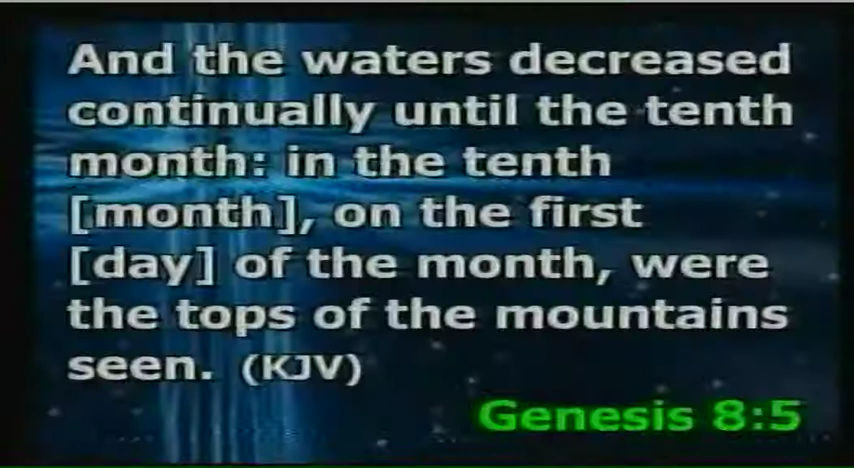 And the waters decreased
continually until the tenth
month: in the tenth
[month], on the first
[day] of the month, were
the tops of the mountains
seen. (KJV)
Genesis 8:5